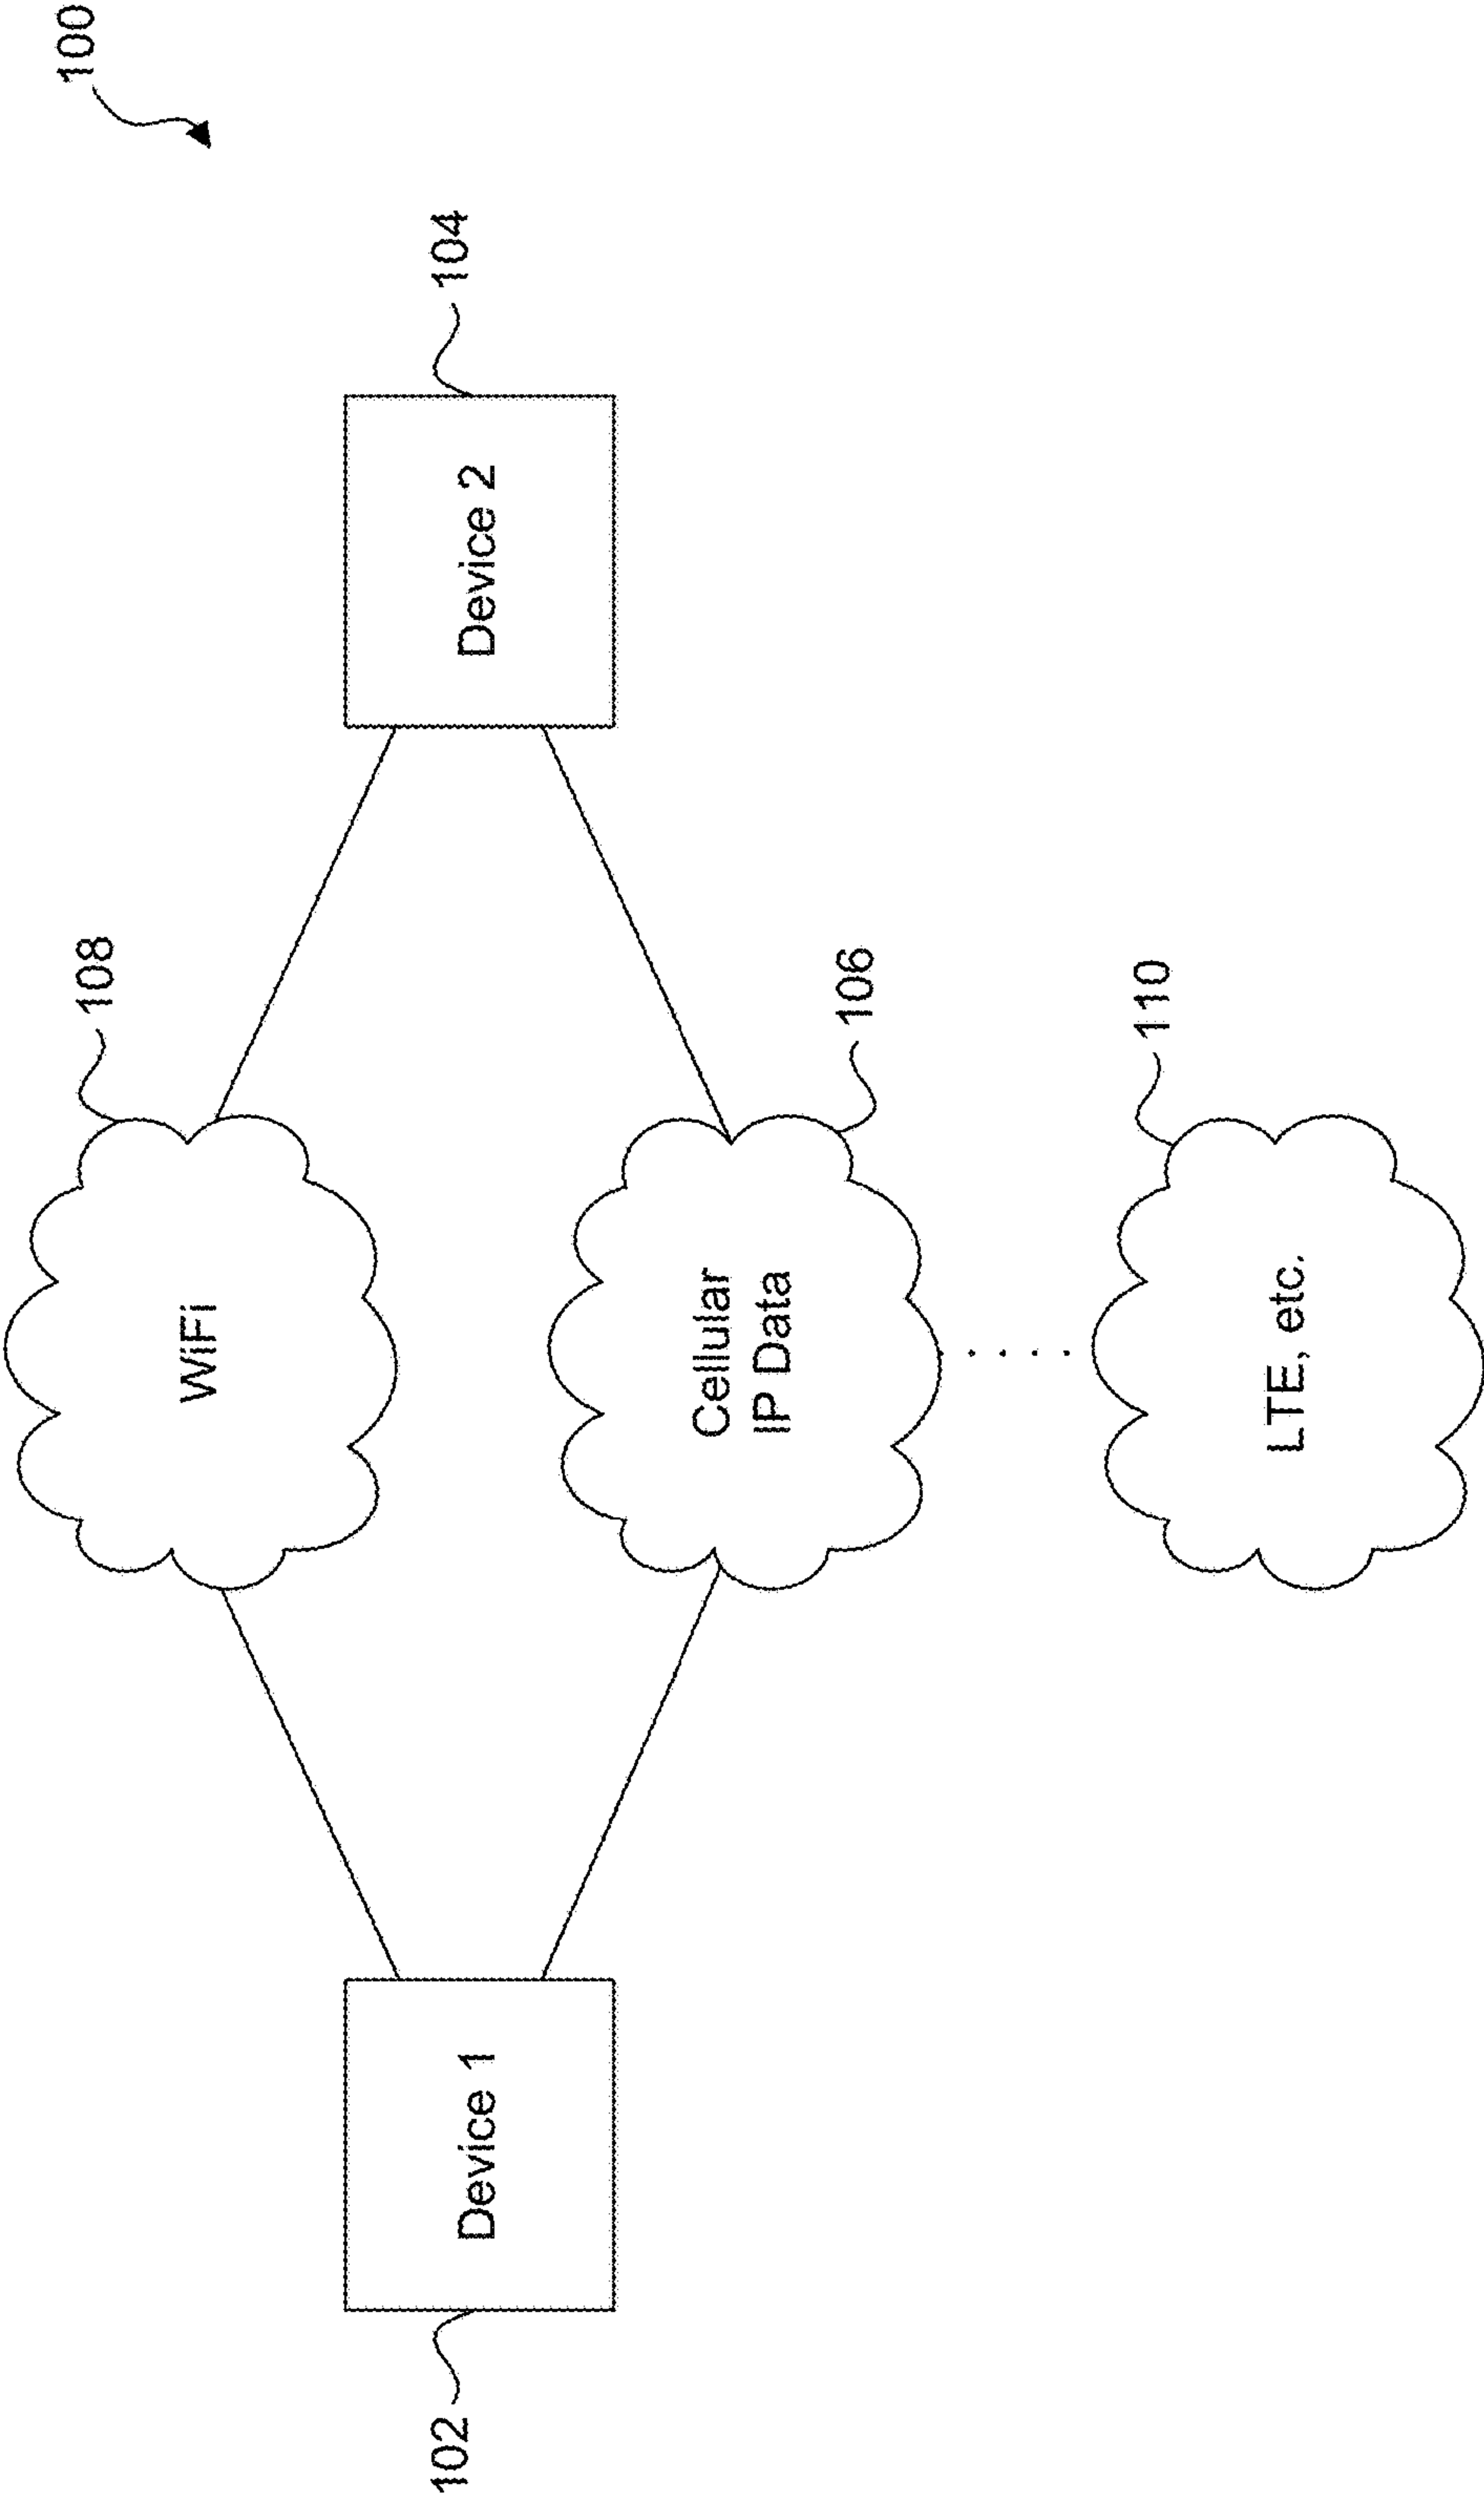 100
108
WiFi
102
Device 1
Device 2
104
106
Cellular
IP Data
110
LTE, etc.